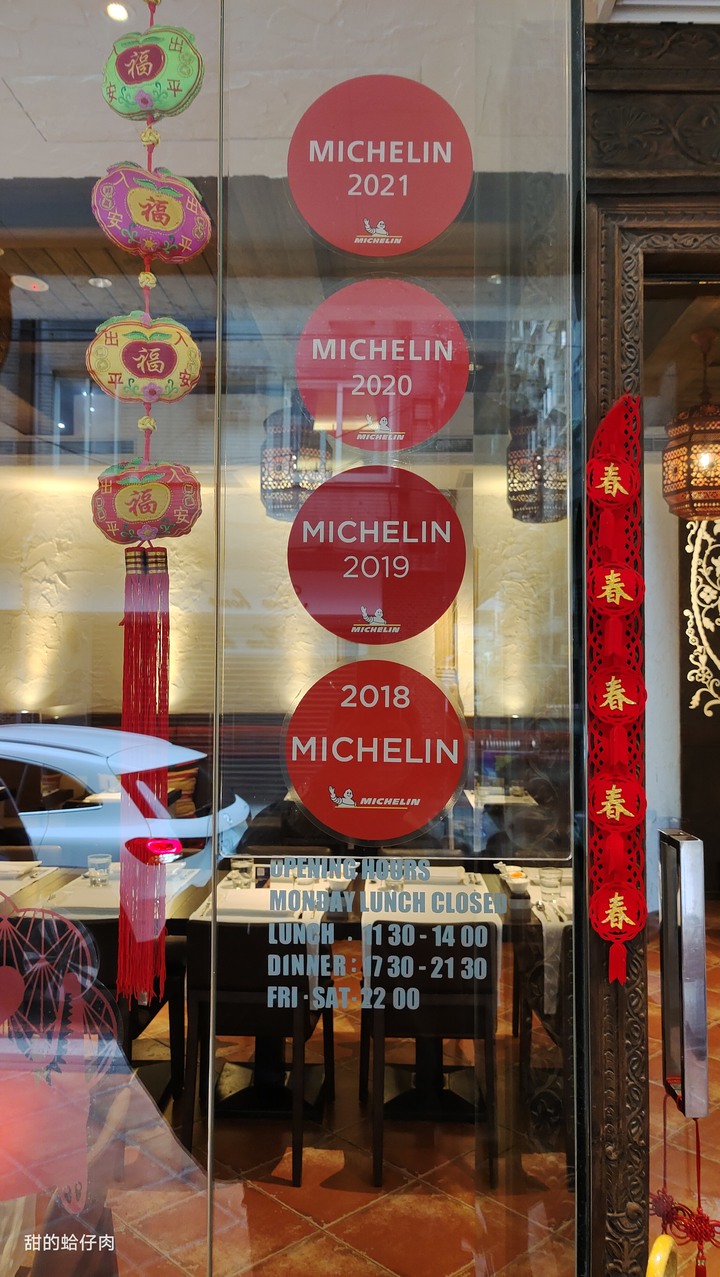 出
福
安 平
入
福
安 平
出 入
福
平 安
出 入
福
平 安
MICHELIN
2021
MICHELIN
MICHELIN
2020
MICHELIN
MICHELIN
2019
MICHELIN
2018
MICHELIN
MICHELIN
OPENING HOURS
MONDAY LUNCH CLOSED
LUNCH : 11 30 - 14 00
DINNER : 17 30 - 21 30
FRI · SAT · 22 00
春
春
春
春
春
甜的蛤仔肉